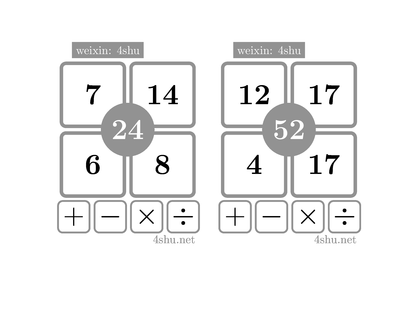 weixin: 4shu
7 14
24
6 8
+ − × ÷
4shu.net
weixin: 4shu
12 17
52
4 17
+ − × ÷
4shu.net